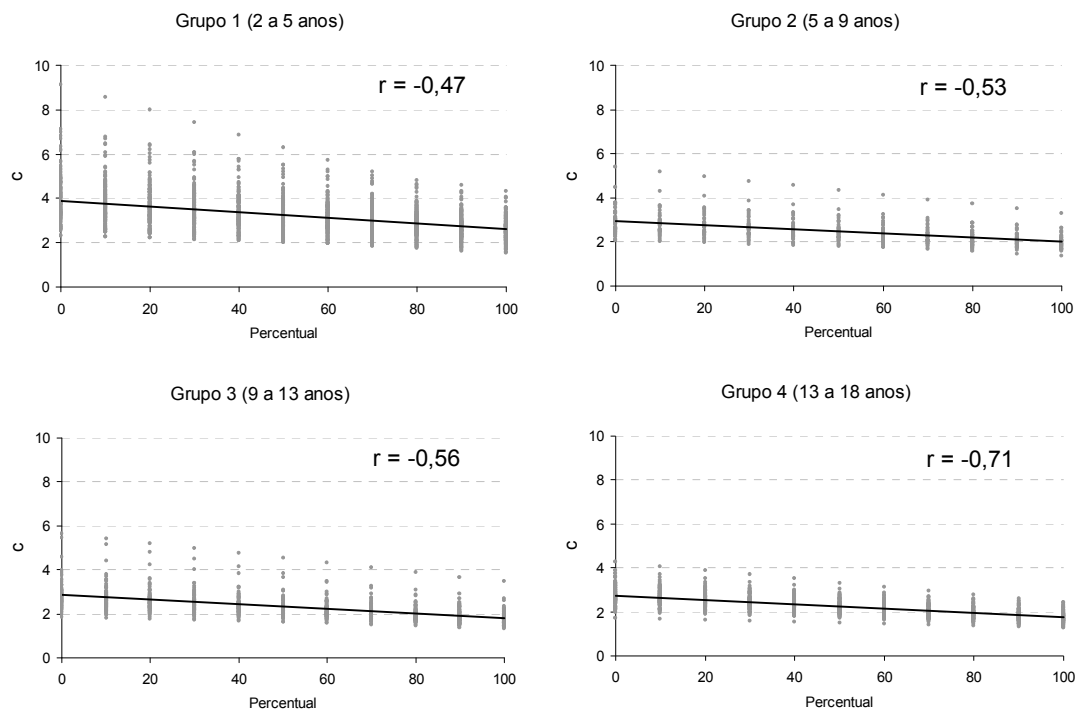 Grupo 1 (2 a 5 anos)
r = -0,47
10
8
6
4
2
0
c
0 20 40 60 80 100
Percentual
Grupo 2 (5 a 9 anos)
r = -0,53
10
8
6
4
2
0
c
0 20 40 60 80 100
Percentual
Grupo 3 (9 a 13 anos)
r = -0,56
10
8
6
4
2
0
c
0 20 40 60 80 100
Percentual
Grupo 4 (13 a 18 anos)
r = -0,71
10
8
6
4
2
0
c
0 20 40 60 80 100
Percentual